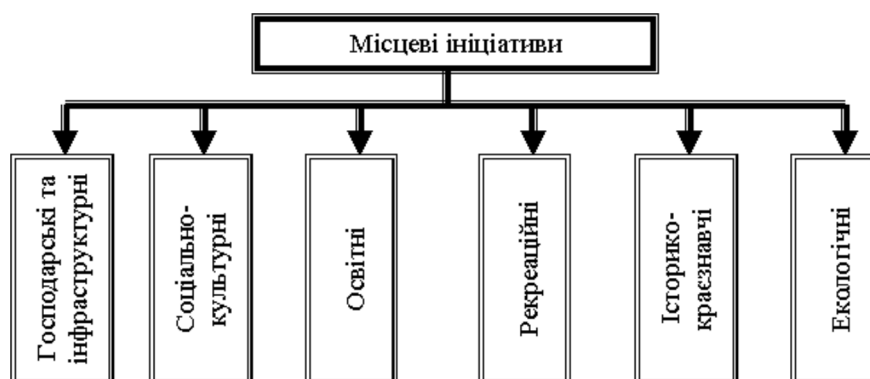 Місцеві ініціативи
Господарські та
інфраструктурні
Соціально-
культурні
Освітні
Рекреаційні
Історико-
краєзнавчі
Екологічні